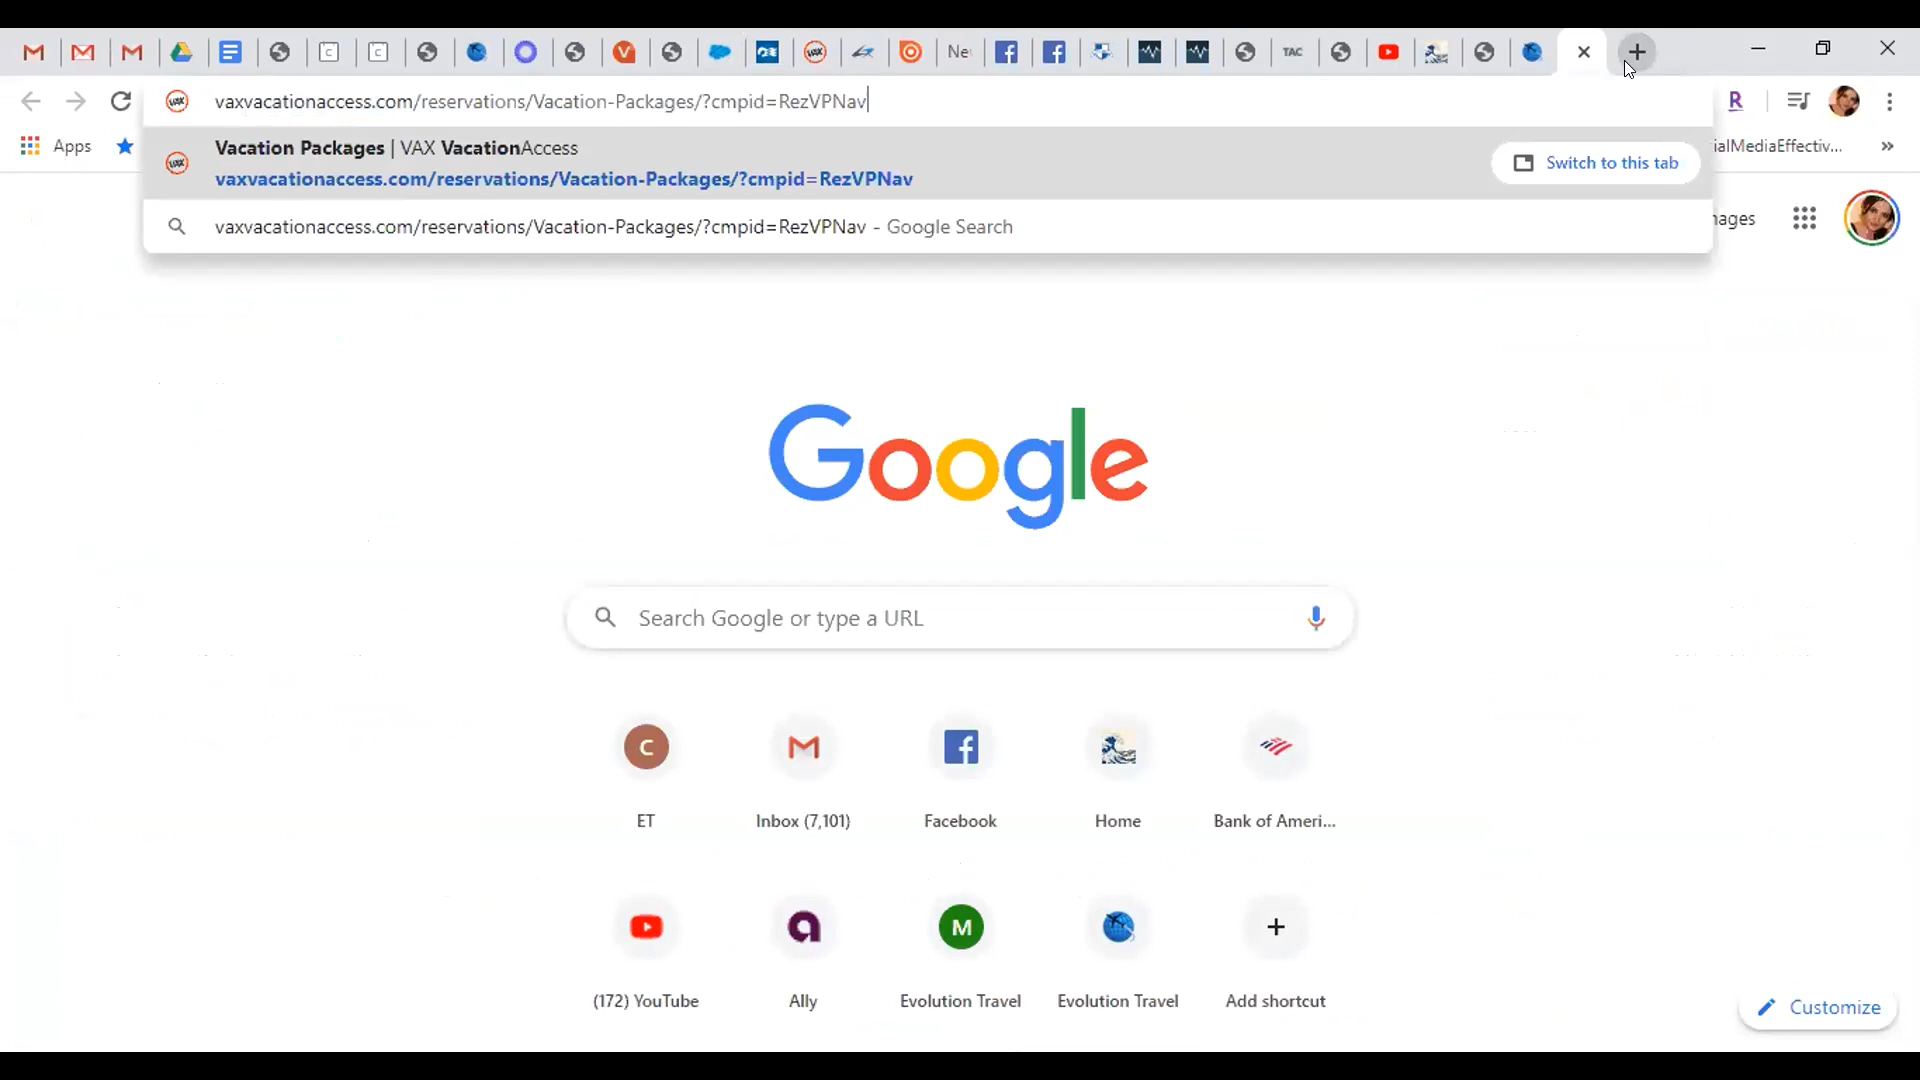 Ne
TAC
vaxvacationaccess.com/reservations/Vacation-Packages/?cmpid=RezVPNav
R
Apps
Vacation Packages | VAX VacationAccess
vaxvacationaccess.com/reservations/Vacation-Packages/?cmpid=RezVPNav
Switch to this tab
ialMediaEffectiv...
»
vaxvacationaccess.com/reservations/Vacation-Packages/?cmpid=RezVPNav - Google Search
nages
Google
Search Google or type a URL
C
M
ET
Inbox (7,101)
Facebook
Home
Bank of Ameri...
M
(172) YouTube
Ally
Evolution Travel
Evolution Travel
Add shortcut
Customize